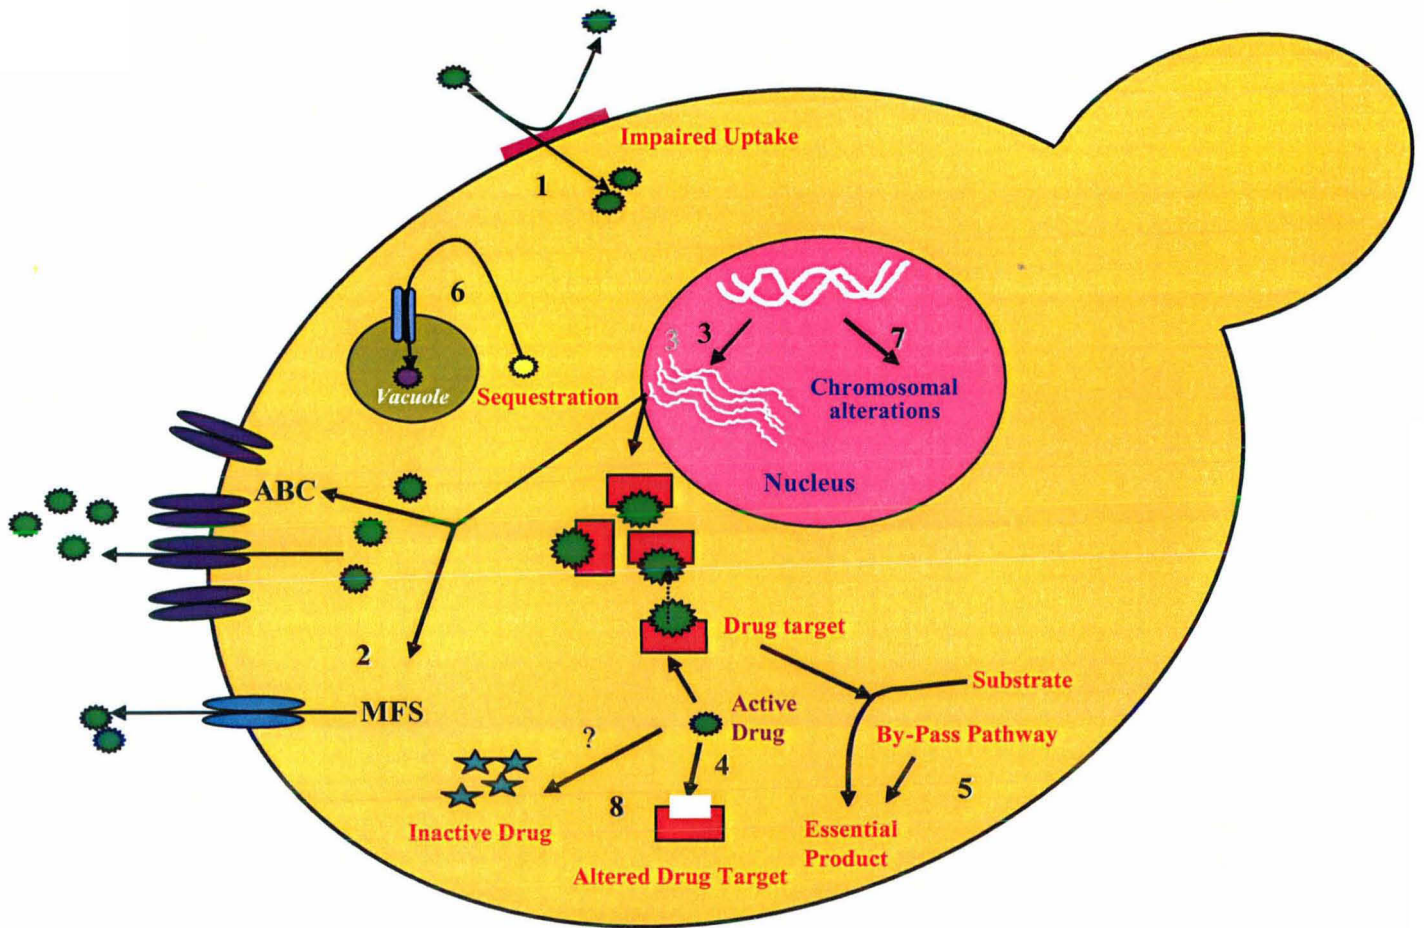 Impaired Uptake
1
6
3 3
7
Chromosomal
alterations
Vacuole
Sequestration
Nucleus
ABC
Drug target
2
Substrate
MFS
Active
Drug
By-Pass Pathway
?
4
5
8
Inactive Drug
Essential
Product
Altered Drug Target